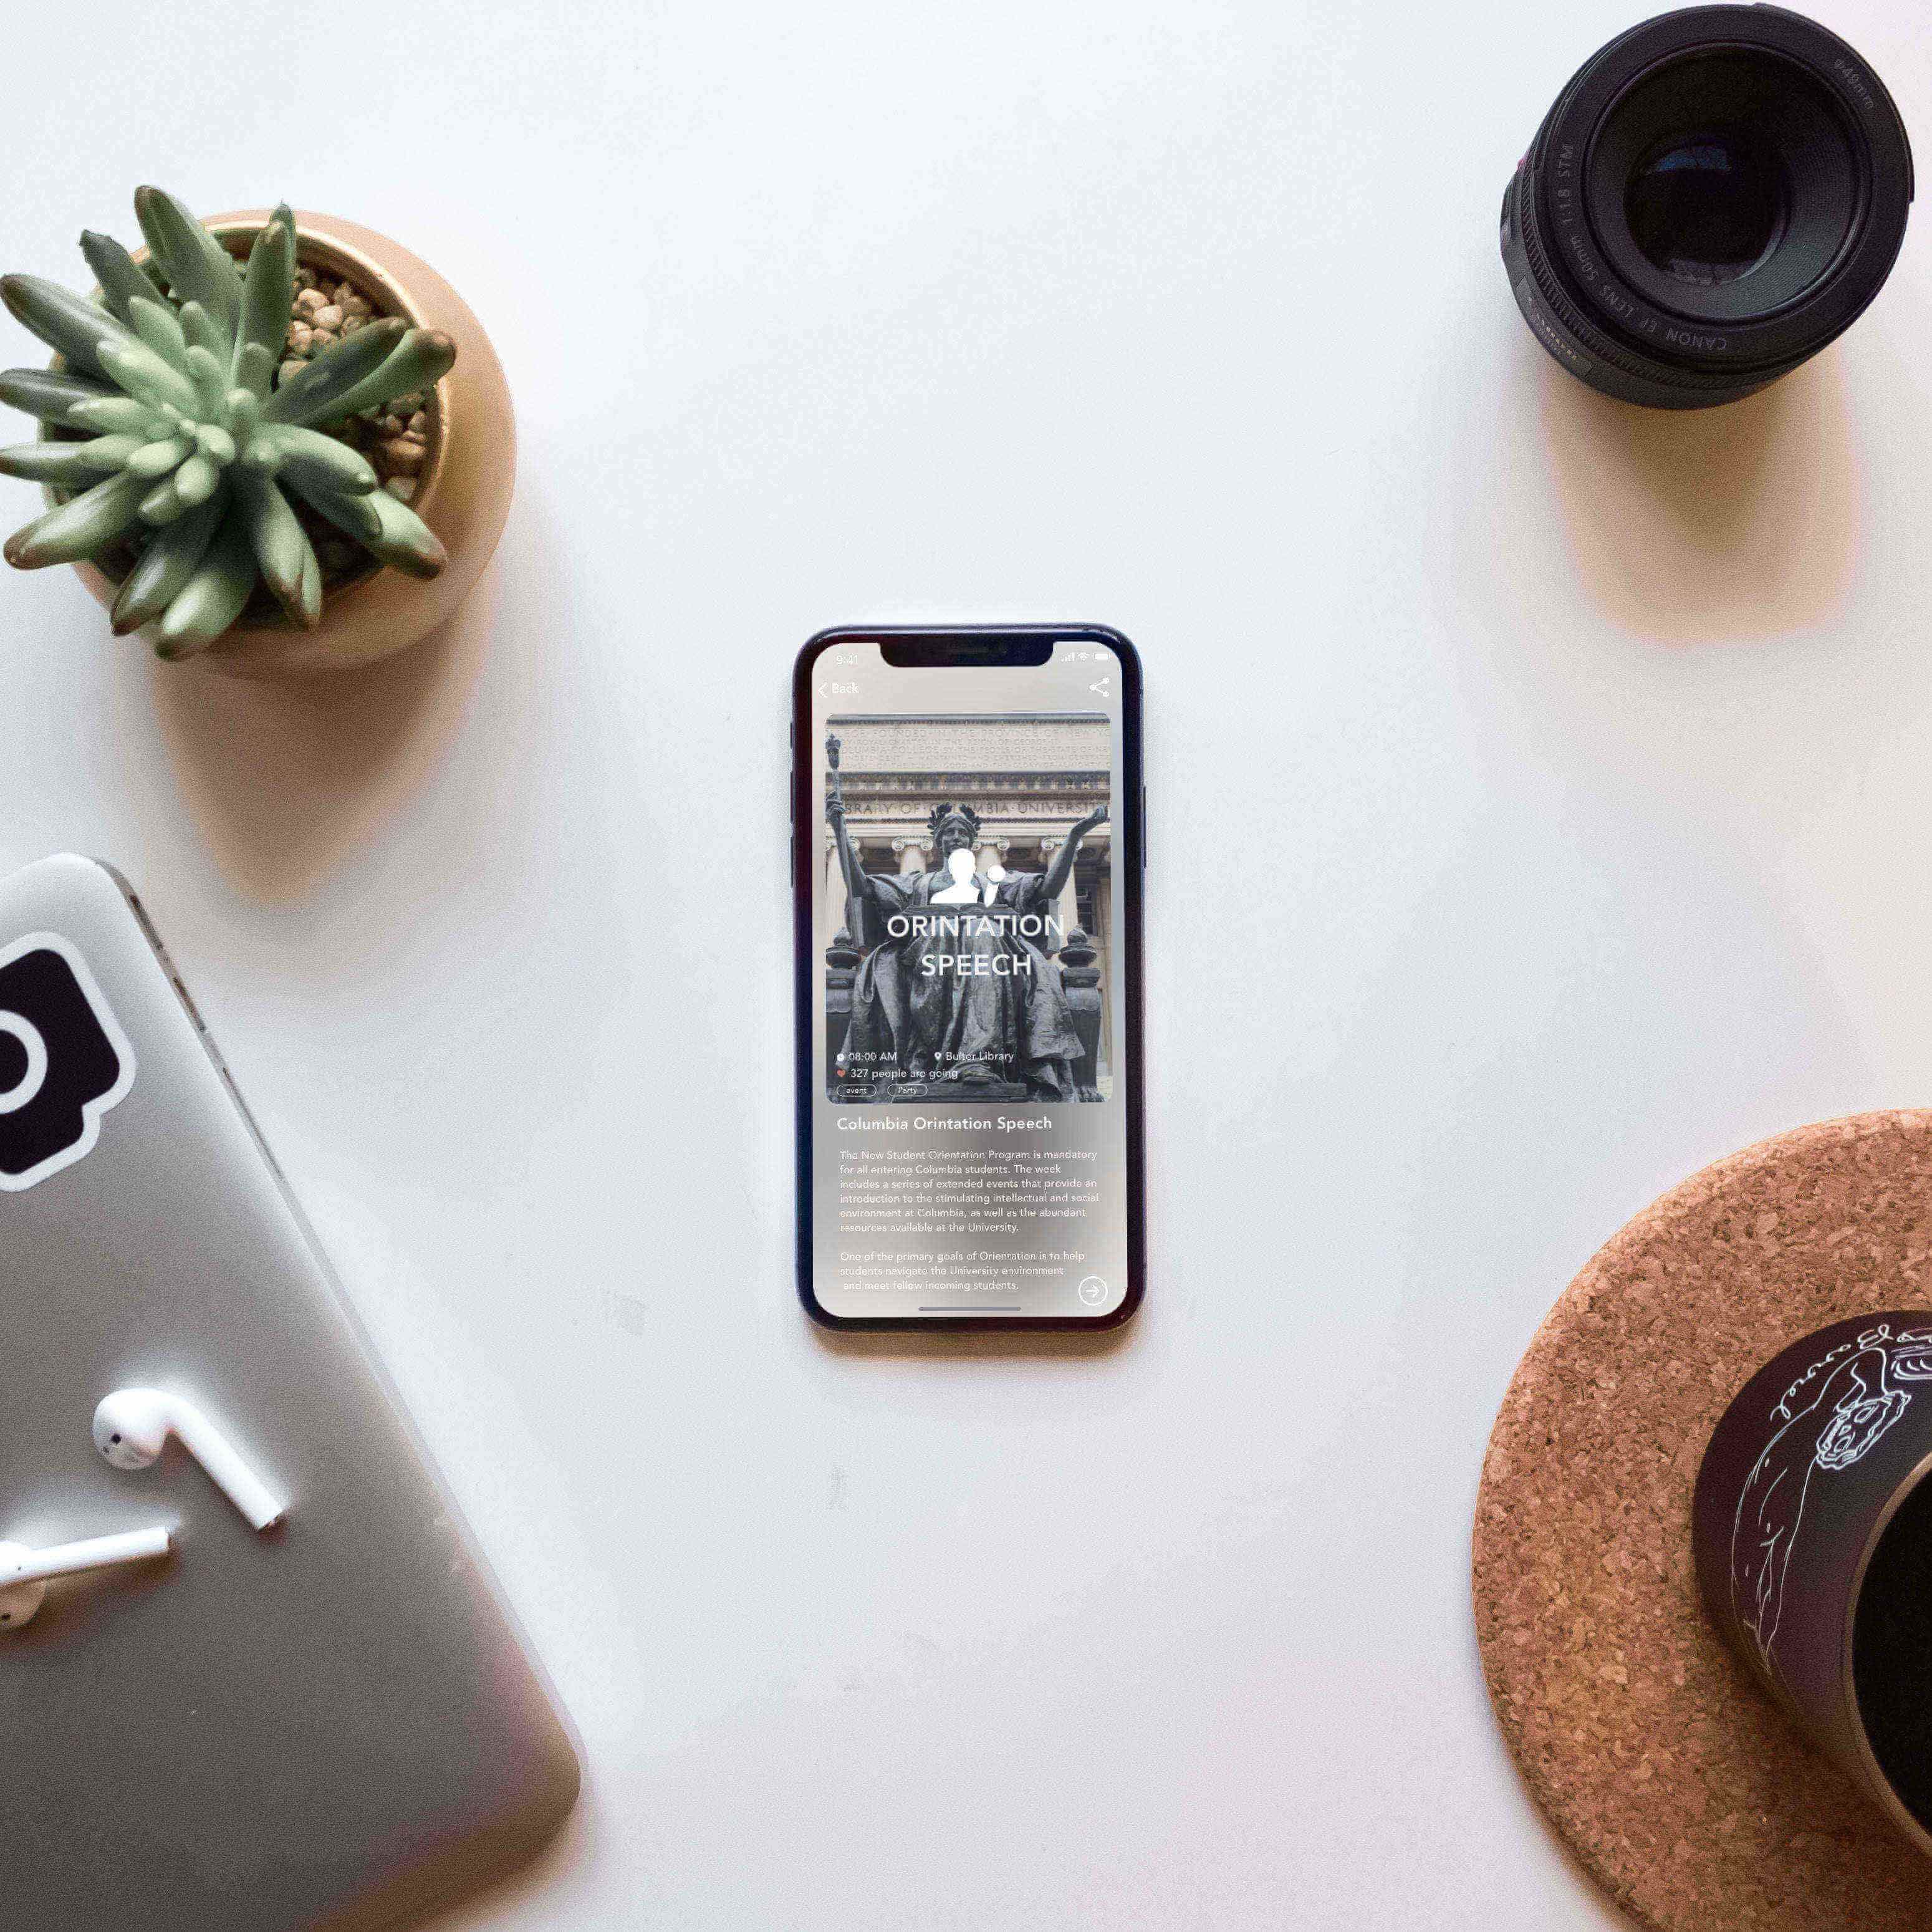 φ49mm
CANON EF LENS 50mm 1:1.8 STM
9:41
Back
LIBRARY OF COLUMBIA UNIVERSITY
ORINTATION
SPEECH
08:00 AM
Bulter Library
327 people are going
event
Party
Columbia Orintation Speech
The New Student Orientation Program is mandatory
for all entering Columbia students. The week
includes a series of extended events that provide an
introduction to the stimulating intellectual and social
environment at Columbia, as well as the abundant
resources available at the University.
One of the primary goals of Orientation is to help
students navigate the University environment
and meet fellow incoming students.